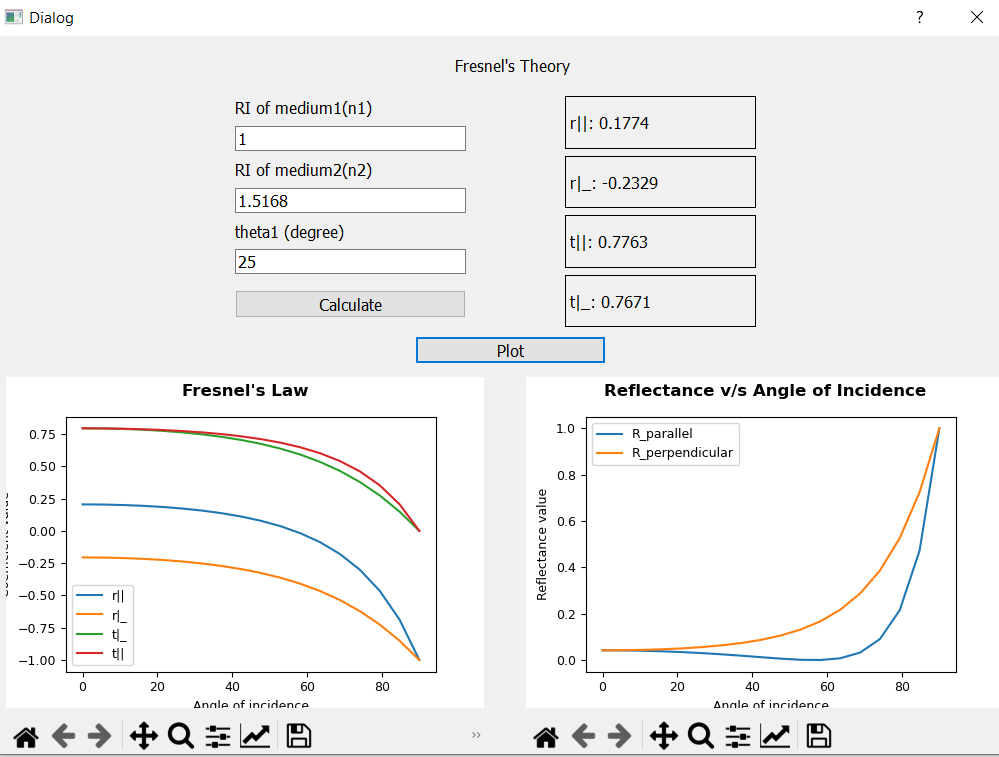 Dialog
?
Fresnel's Theory
RI of medium1(n1)
1
RI of medium2(n2)
1.5168
theta1 (degree)
25
Calculate
r||: 0.1774
r|_: -0.2329
t||: 0.7763
t|_: 0.7671
Plot
Fresnel's Law
0.75
0.50
0.25
0.00
−0.25
−0.50
−0.75
−1.00
r||
r|_
t|_
t||
0 20 40 60 80
Angle of incidence
Reflectance v/s Angle of Incidence
Reflectance value
1.0
0.8
0.6
0.4
0.2
0.0
R_parallel
R_perpendicular
0 20 40 60 80
Angle of incidence